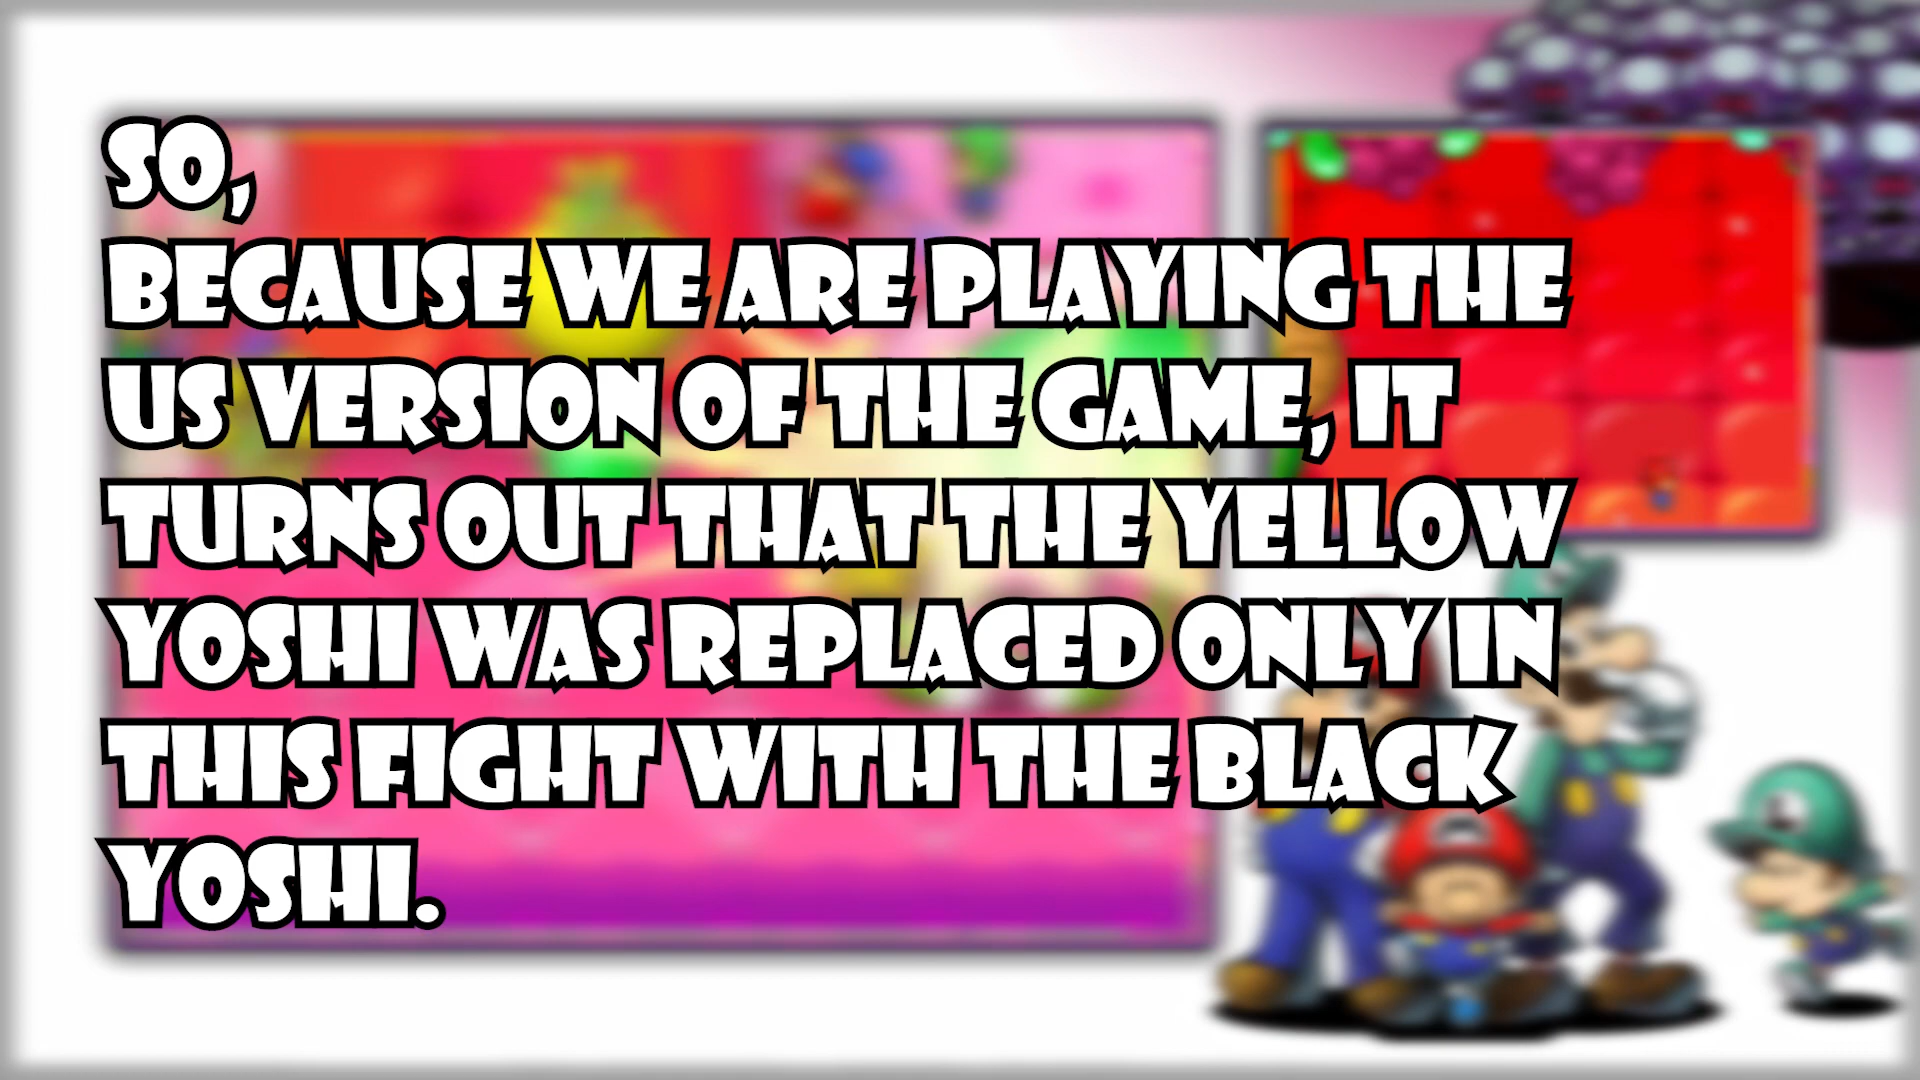 SO,
BECAUSE WE ARE PLAYING THE
US VERSION OF THE GAME, IT
TURNS OUT THAT THE YELLOW
YOSHI WAS REPLACED ONLY IN
THIS FIGHT WITH THE BLACK
YOSHI.